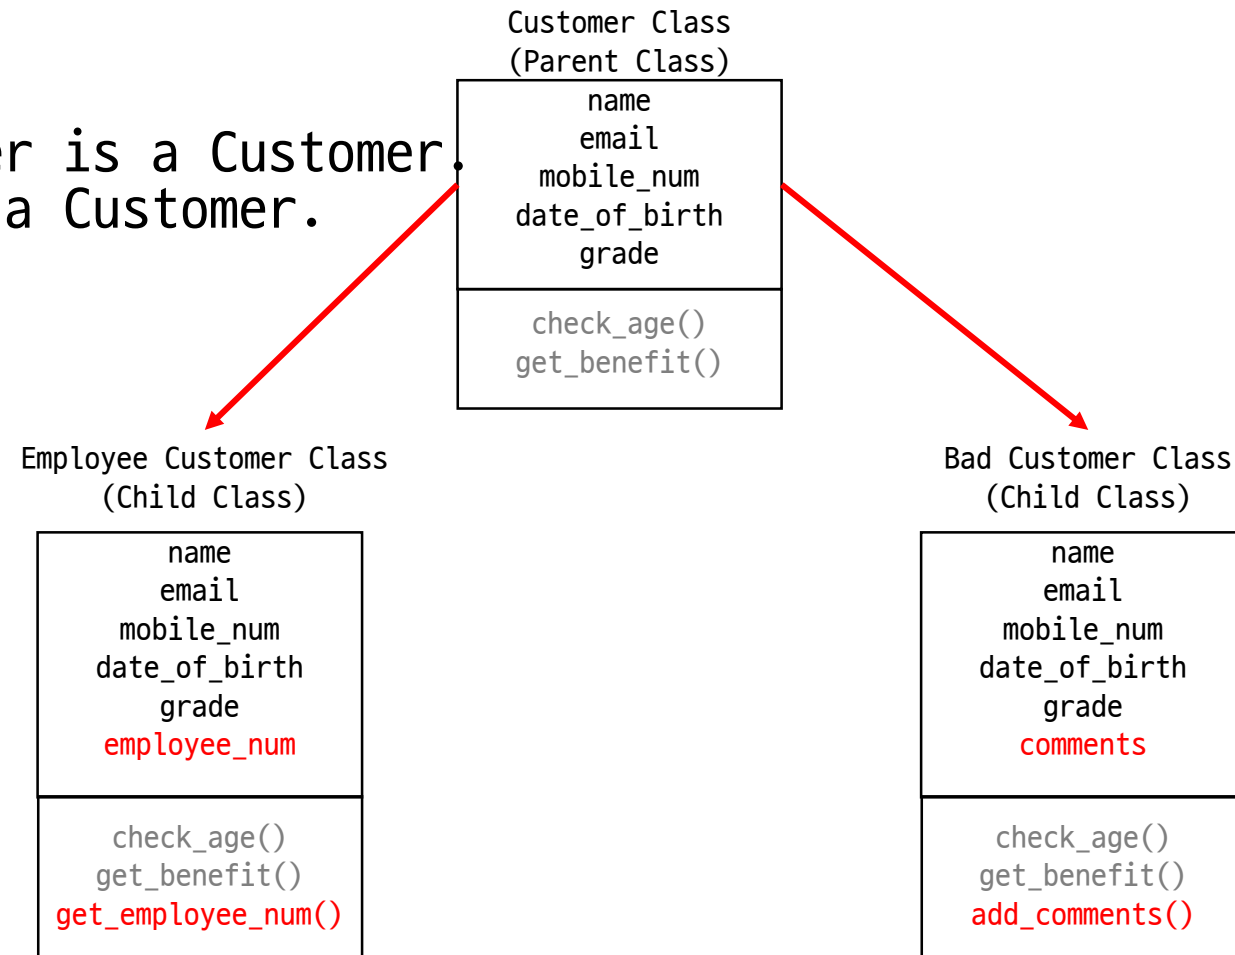 Customer Class
(Parent Class)
name
email
mobile_num
date_of_birth
grade
check_age()
get_benefit()
is a Customer.
a Customer.
Employee Customer Class
(Child Class)
name
email
mobile_num
date_of_birth
grade
employee_num
check_age()
get_benefit()
get_employee_num()
Bad Customer Class
(Child Class)
name
email
mobile_num
date_of_birth
grade
comments
check_age()
get_benefit()
add_comments()